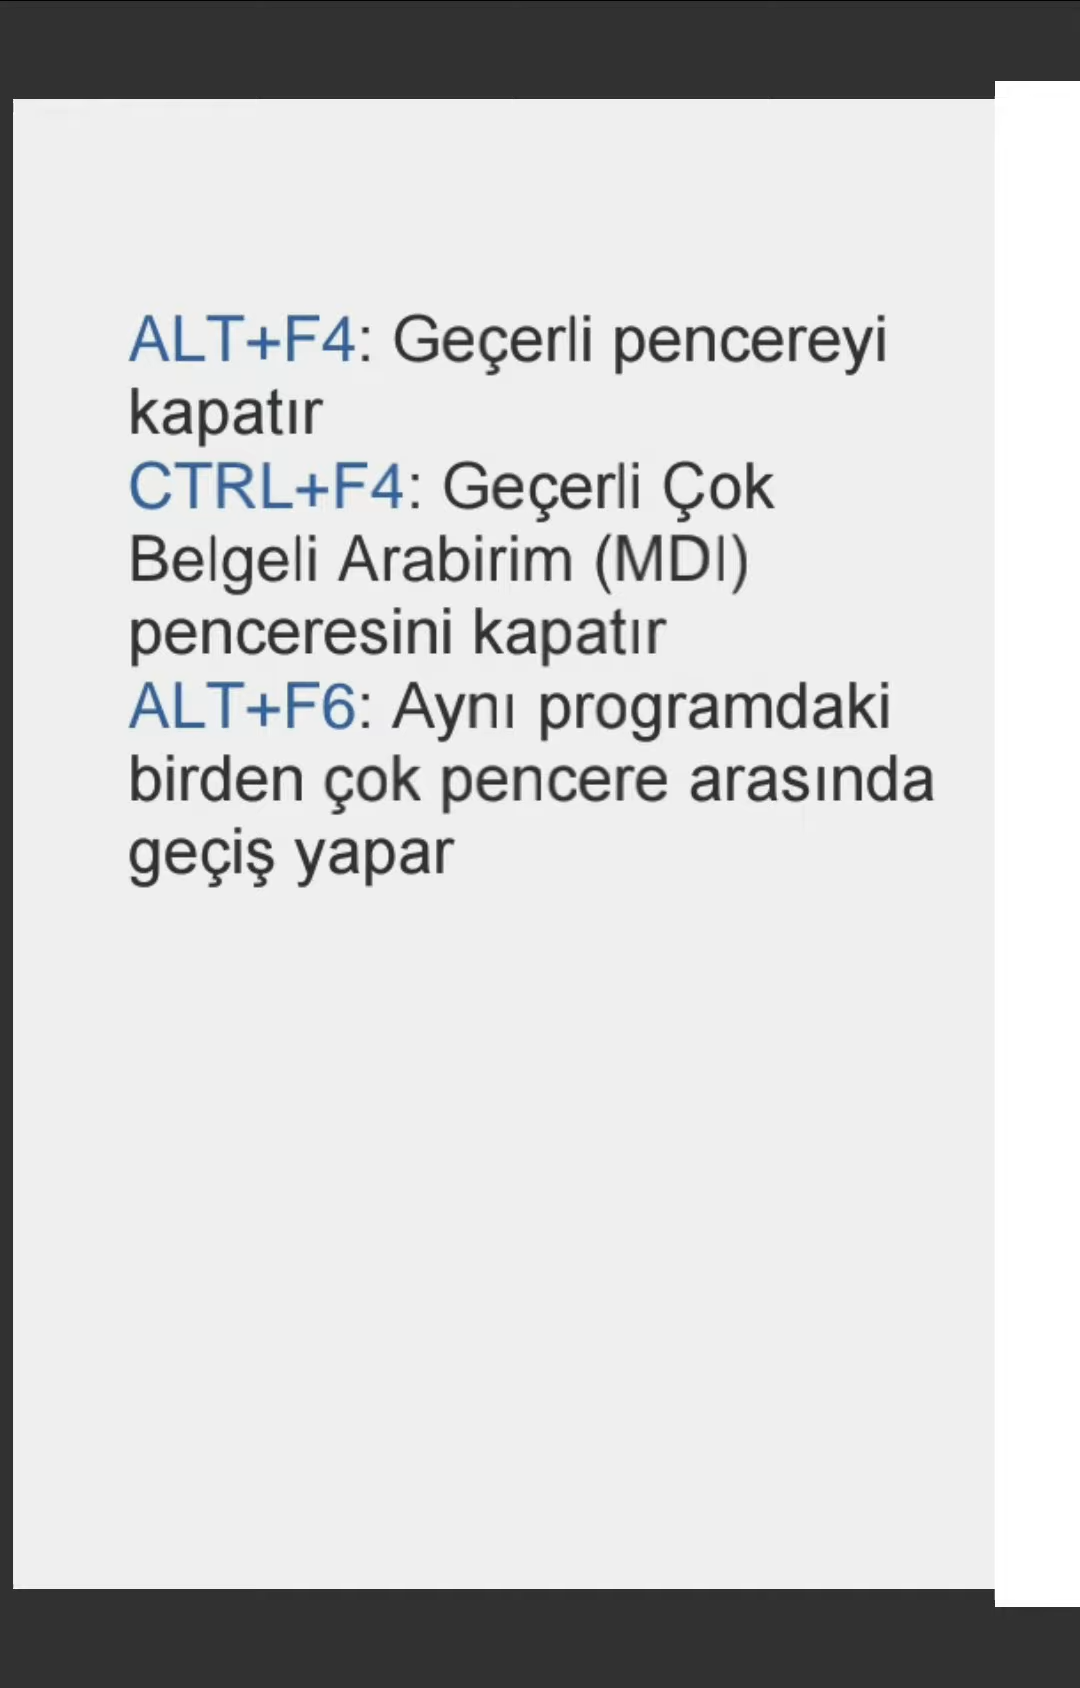 ALT+F4: Geçerli pencereyi
kapatır
CTRL+F4: Geçerli Çok
Belgeli Arabirim (MDI)
penceresini kapatır
ALT+F6: Aynı programdaki
birden çok pencere arasında
geçiş yapar